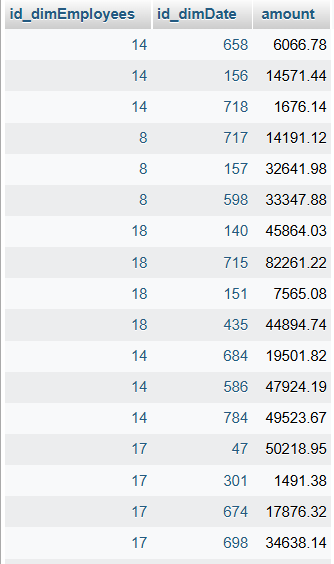 id_dimEmployees id_dimDate amount
14 658 6066.78
14 156 14571.44
14 718 1676.14
8 717 14191.12
8 157 32641.98
8 598 33347.88
18 140 45864.03
18 715 82261.22
18 151 7565.08
18 435 44894.74
14 684 19501.82
14 586 47924.19
14 784 49523.67
17 47 50218.95
17 301 1491.38
17 674 17876.32
17 698 34638.14